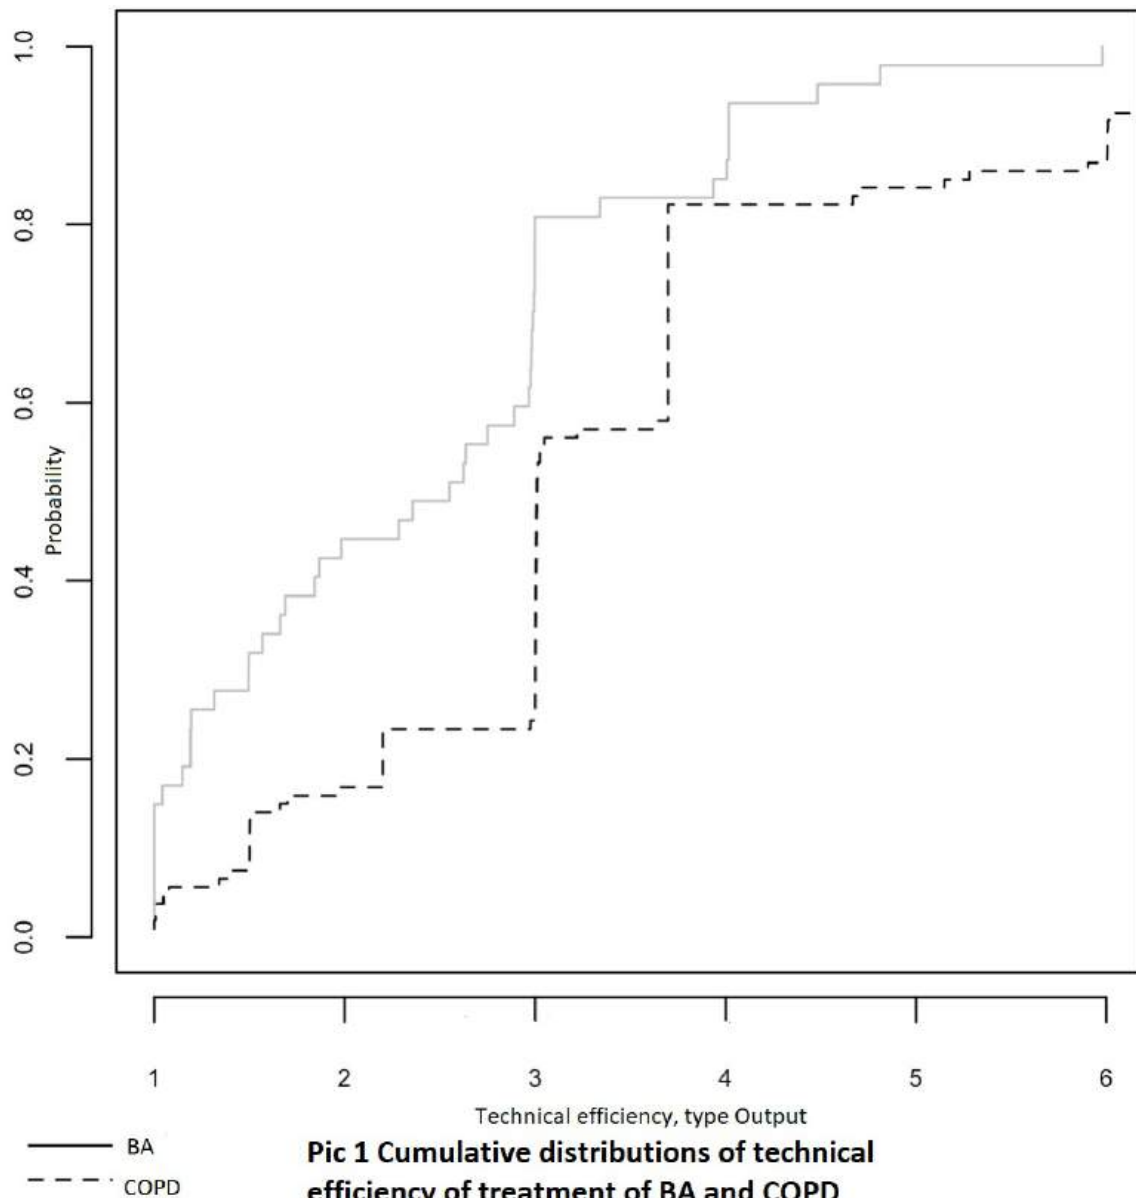 1.0
0.8
0.6
0.4
0.2
0.0
Probability
1 2 3 4 5 6
Technical efficiency, type Output
BA
COPD
Pic 1 Cumulative distributions of technical
efficiency of treatment of BA and COPD